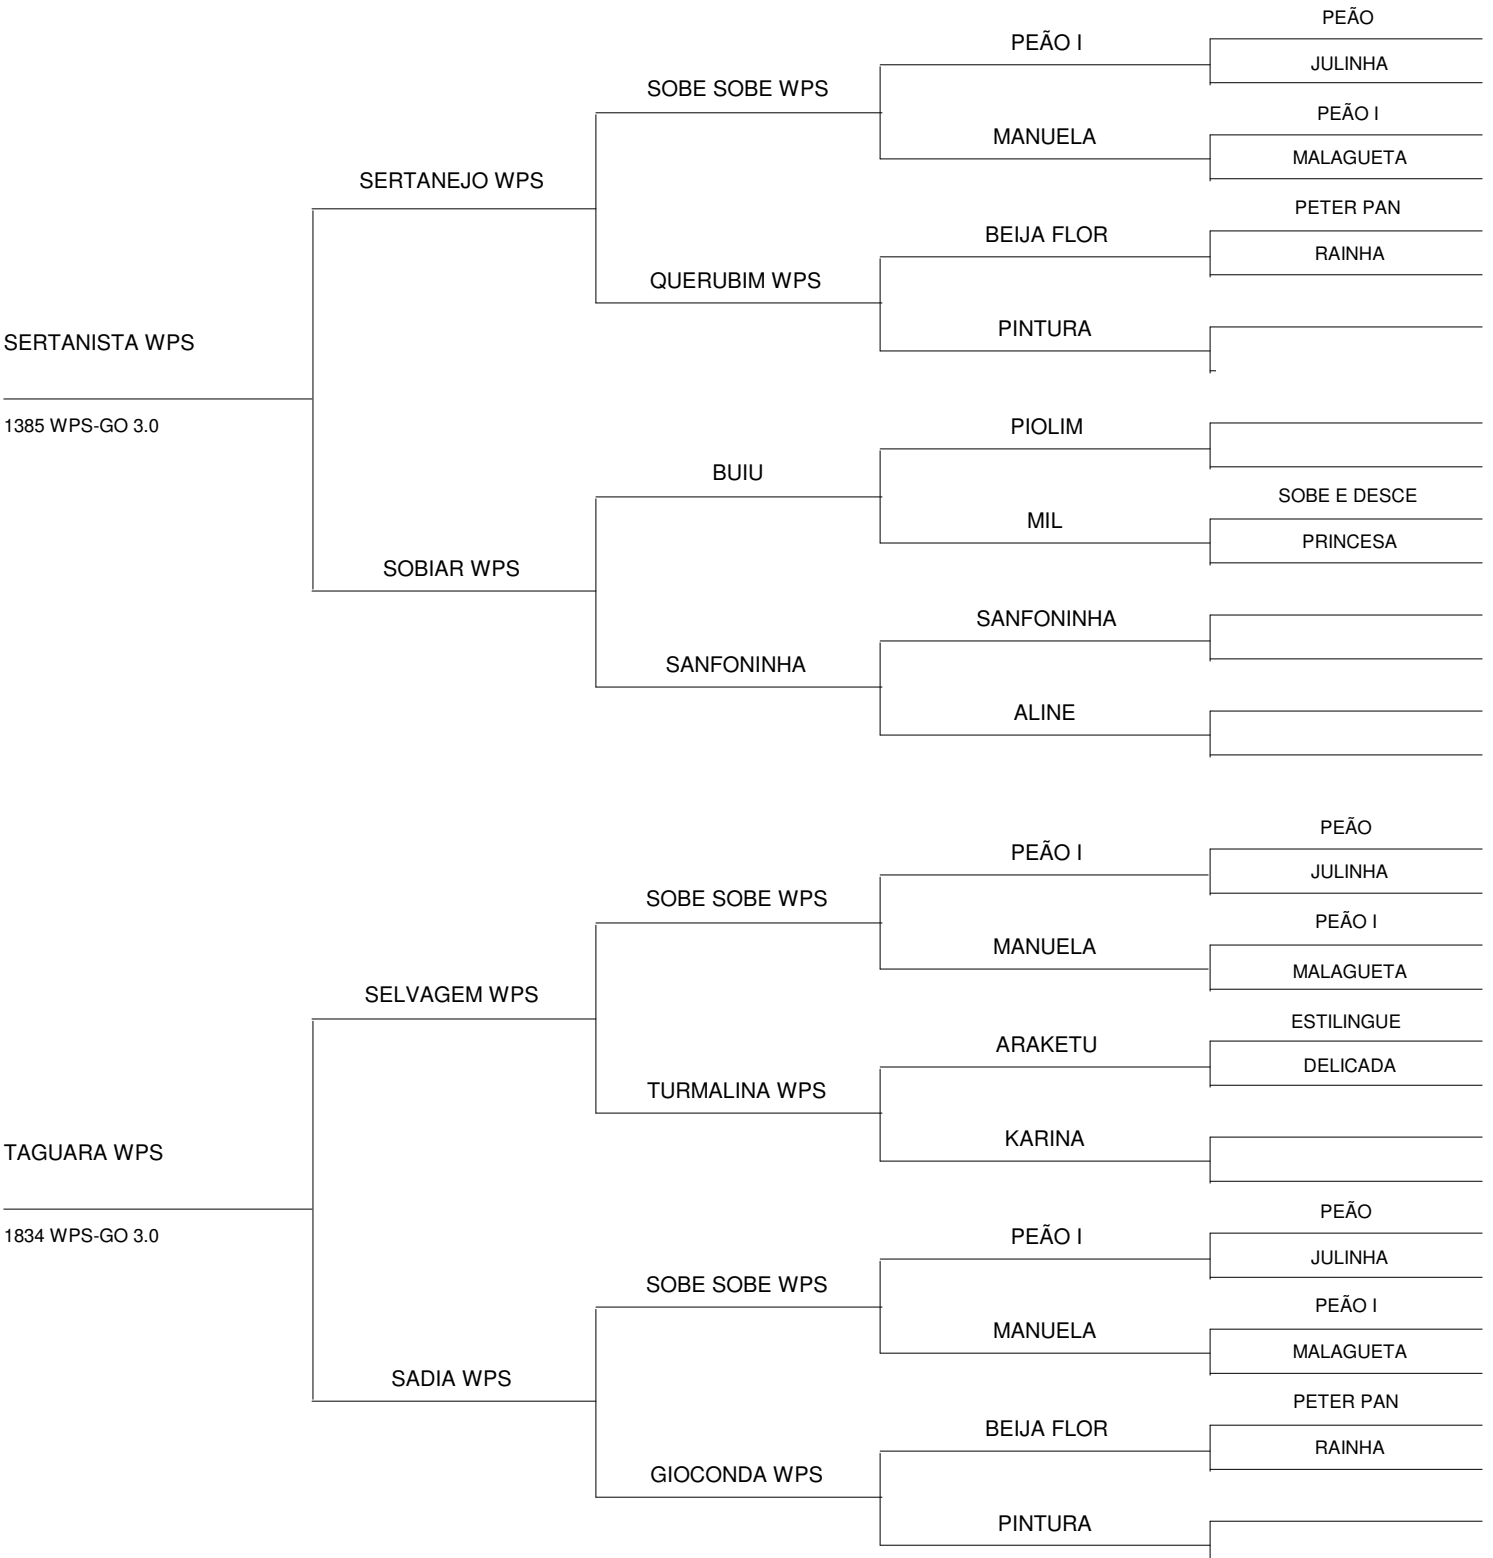 PEÃO
PEÃO I
JULINHA
SOBE SOBE WPS
PEÃO I
MANUELA
MALAGUETA
SERTANEJO WPS
PETER PAN
BEIJA FLOR
RAINHA
QUERUBIM WPS
PINTURA
SERTANISTA WPS
1385 WPS-GO 3.0
PIOLIM
BUIU
SOBE E DESCE
MIL
PRINCESA
SOBIAR WPS
SANFONINHA
SANFONINHA
ALINE
PEÃO
PEÃO I
JULINHA
SOBE SOBE WPS
PEÃO I
MANUELA
MALAGUETA
SELVAGEM WPS
ESTILINGUE
ARAKETU
DELICADA
TURMALINA WPS
KARINA
TAGUARA WPS
1834 WPS-GO 3.0
PEÃO
PEÃO I
JULINHA
SOBE SOBE WPS
PEÃO I
MANUELA
MALAGUETA
SADIA WPS
PETER PAN
BEIJA FLOR
RAINHA
GIOCONDA WPS
PINTURA